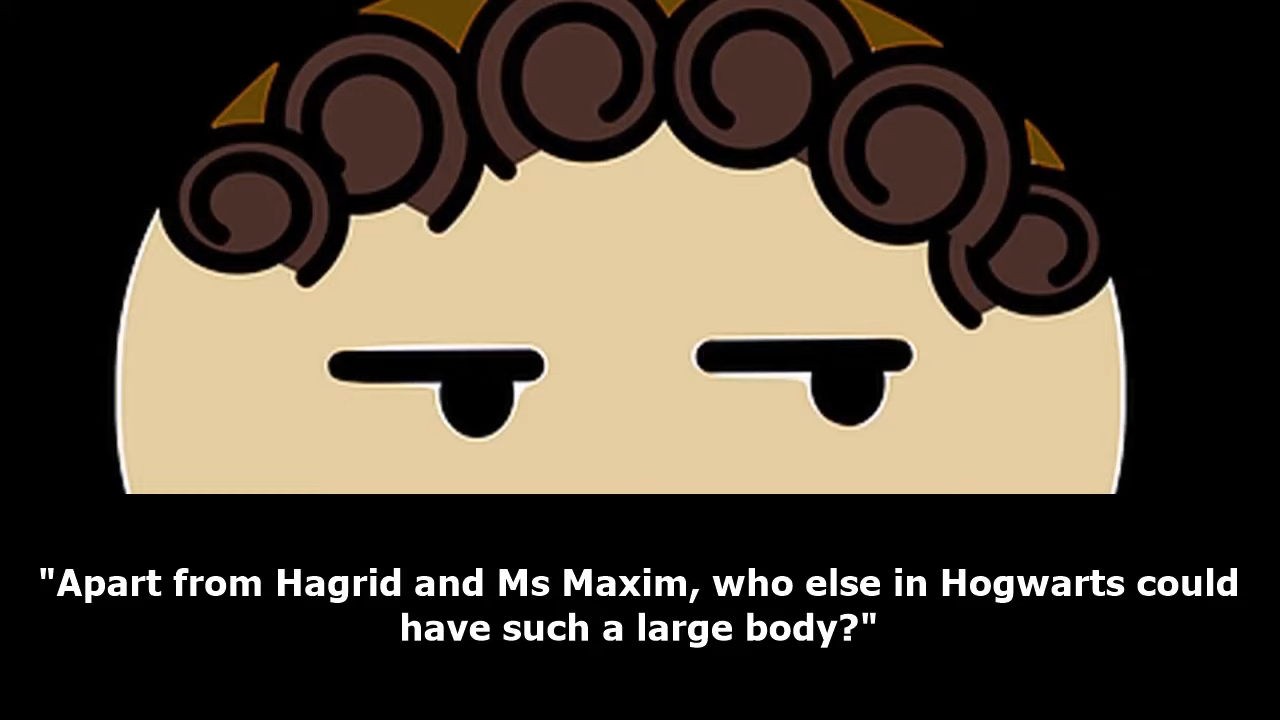 "Apart from Hagrid and Ms Maxim, who else in Hogwarts could
have such a large body?"